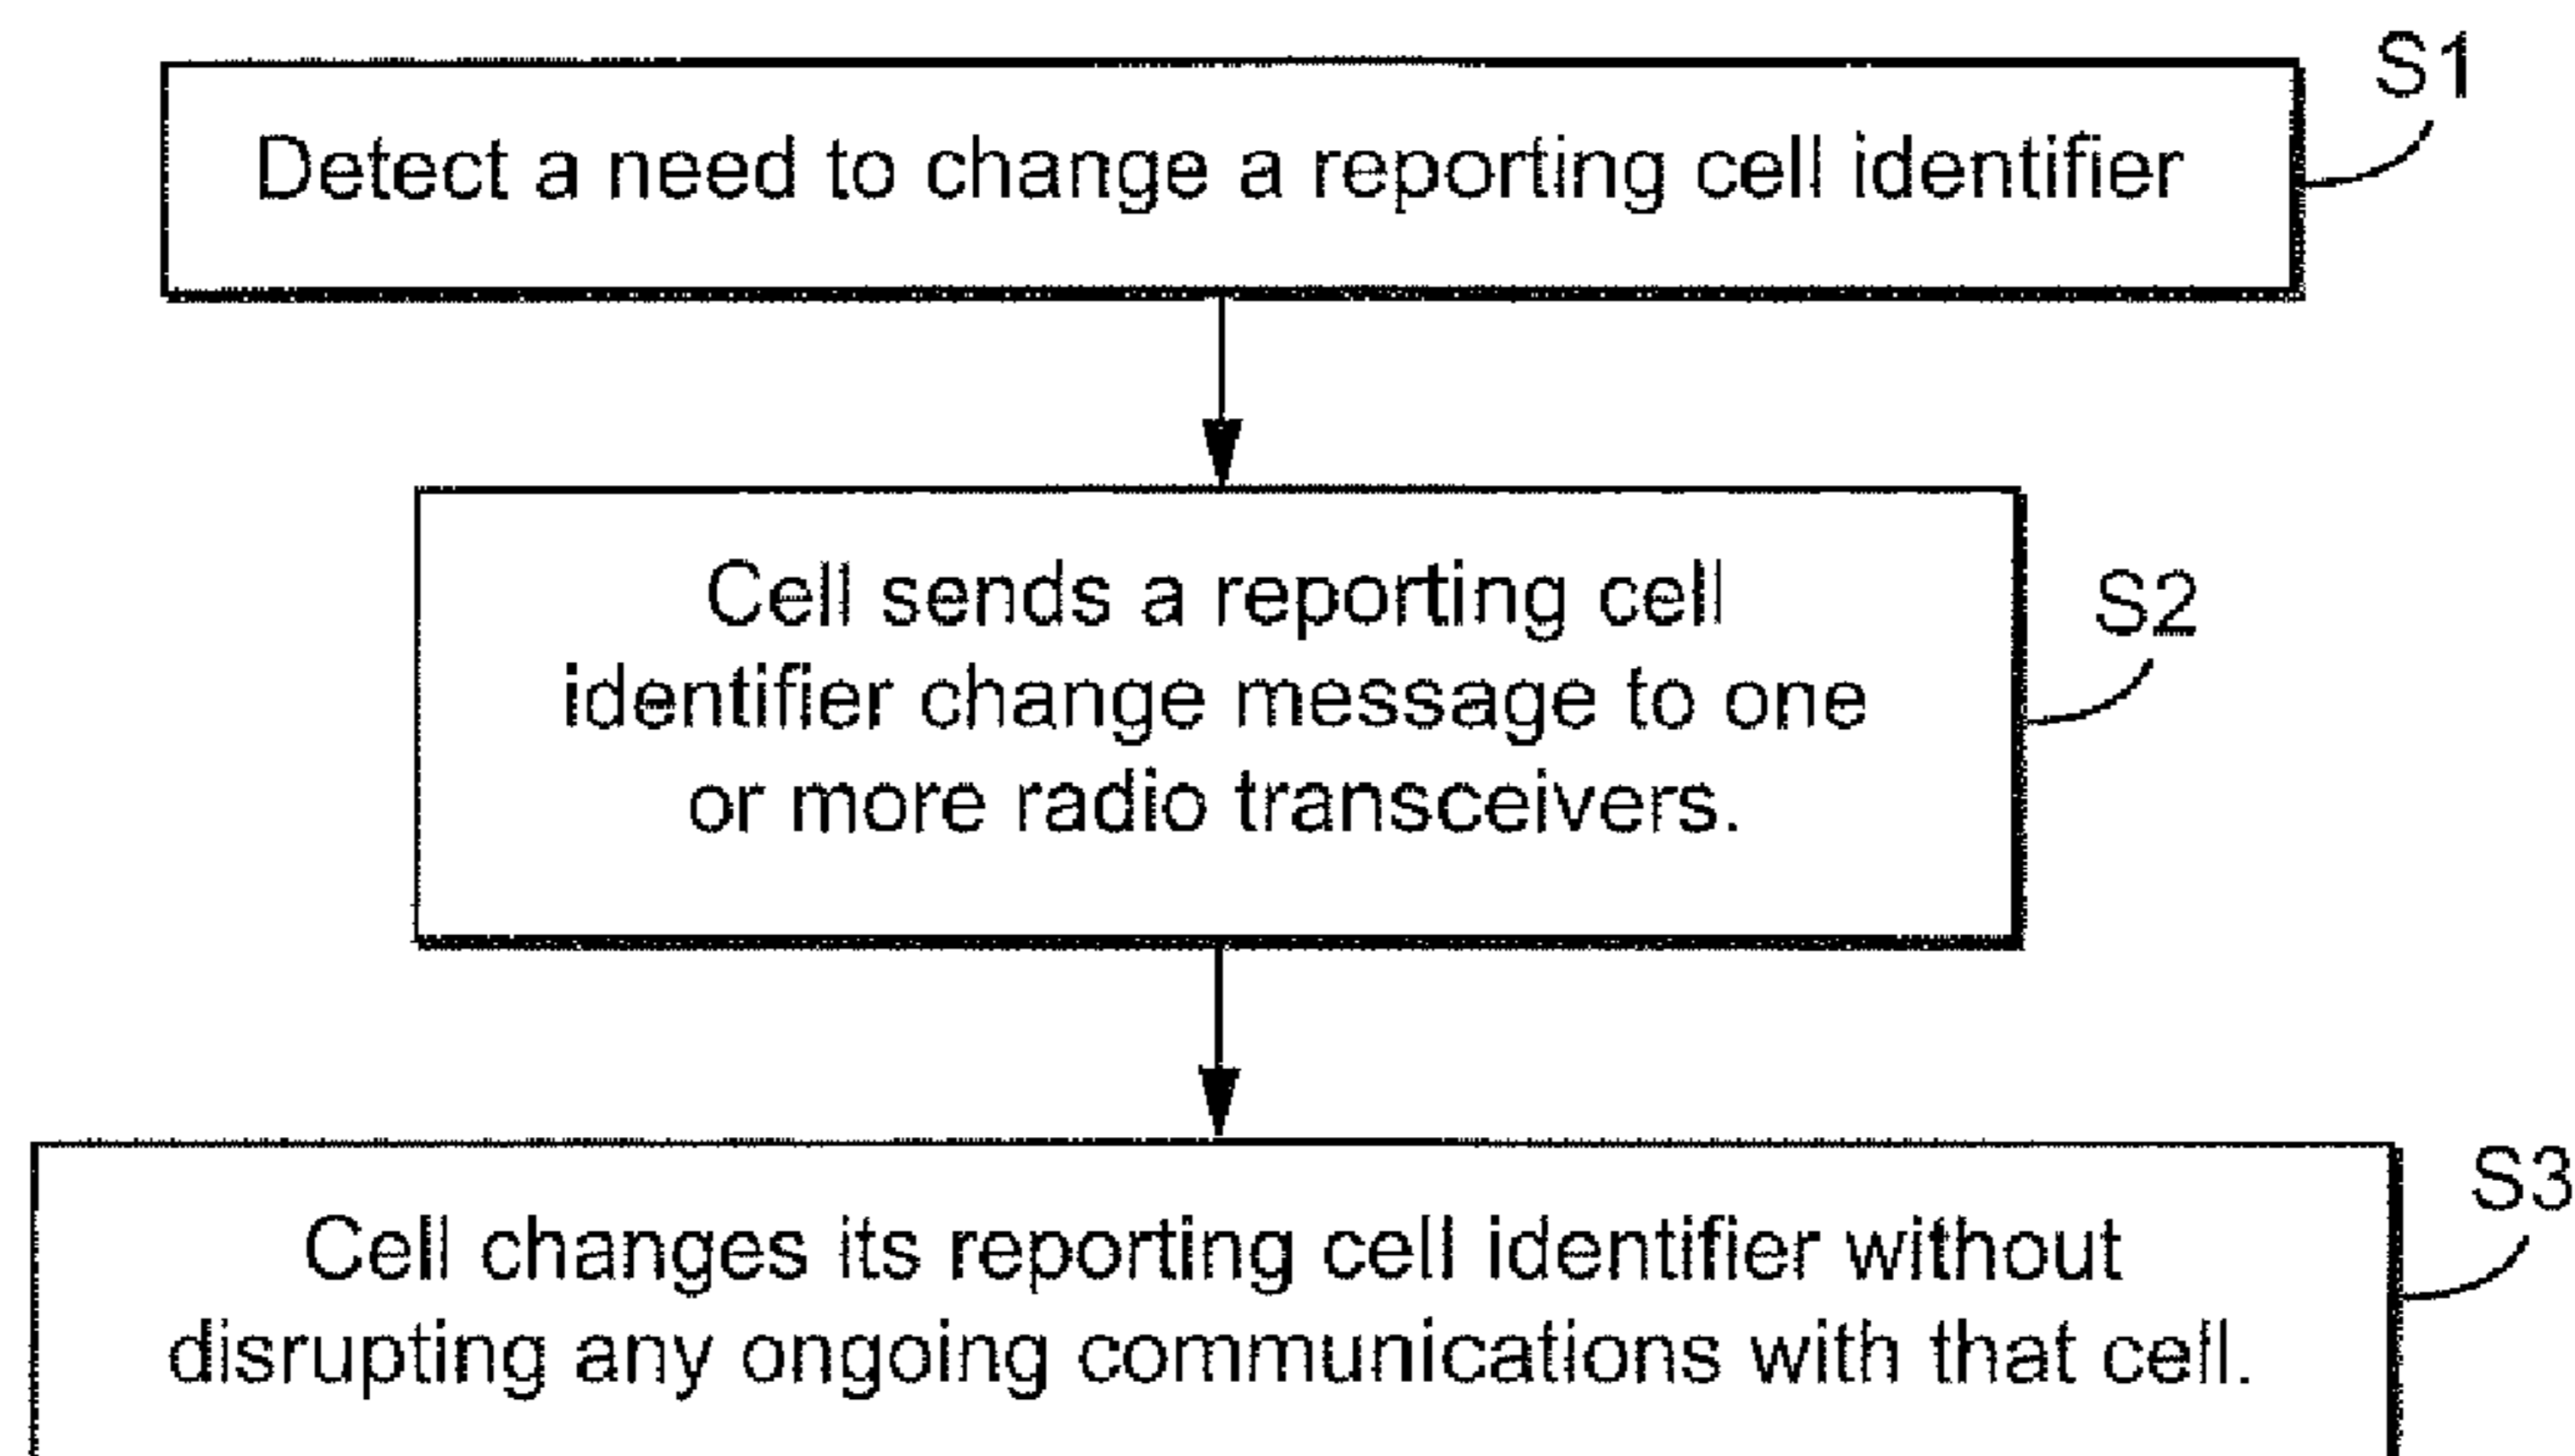 S1
Detect a need to change a reporting cell identifier
Cell sends a reporting cell
identifier change message to one
or more radio transceivers.
S2
Cell changes its reporting cell identifier without
disrupting any ongoing communications with that cell.
S3